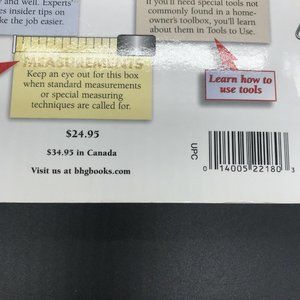 y and well. Experts'
es insider tips on
ke the job easier.
If you'll need special tools not
commonly found in a home-
owner's toolbox, you'll learn
about them in Tools to Use.
MEASUREMENTS
Keep an eye out for this box
when standard measurements
or special measuring
techniques are called for.
Learn how to
use tools
$24.95
$34.95 in Canada
Visit us at bhgbooks.com
UPC
0 14005 22180 3